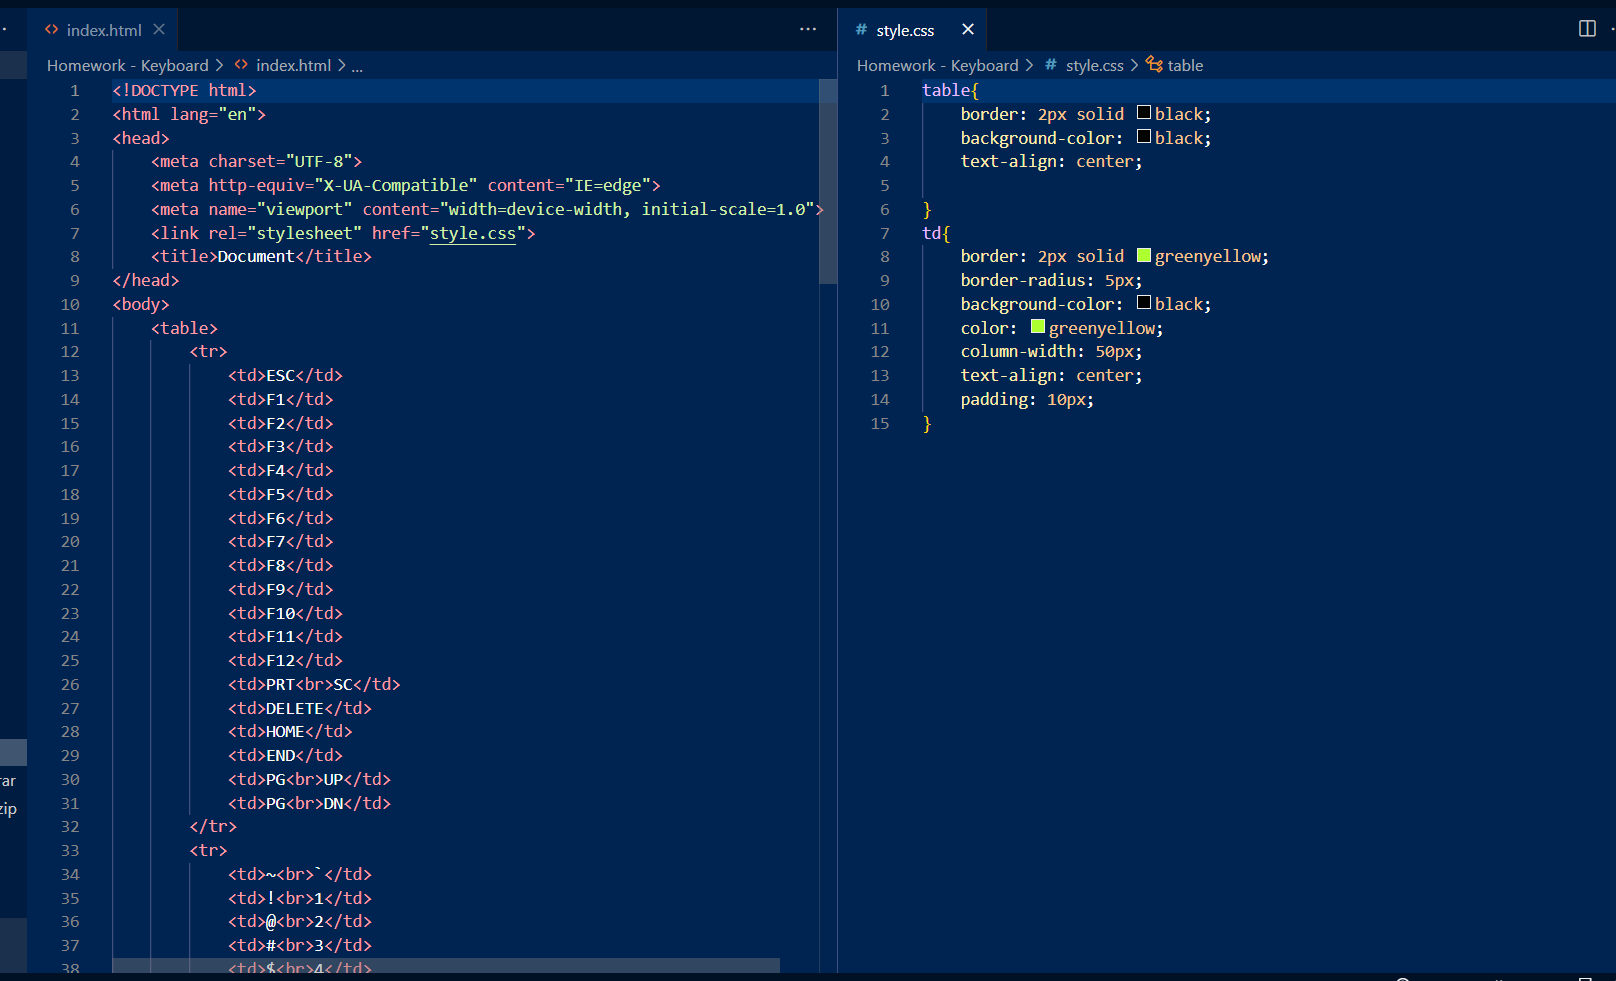 index.html
Homework - Keyboard > index.html > ...
1 <!DOCTYPE html>
2 <html lang="en">
3 <head>
4 <meta charset="UTF-8">
5 <meta http-equiv="X-UA-Compatible" content="IE=edge">
6 <meta name="viewport" content="width=device-width, initial-scale=1.0">
7 <link rel="stylesheet" href="style.css">
8 <title>Document</title>
9 </head>
10 <body>
11 <table>
12 <tr>
13 <td>ESC</td>
14 <td>F1</td>
15 <td>F2</td>
16 <td>F3</td>
17 <td>F4</td>
18 <td>F5</td>
19 <td>F6</td>
20 <td>F7</td>
21 <td>F8</td>
22 <td>F9</td>
23 <td>F10</td>
24 <td>F11</td>
25 <td>F12</td>
26 <td>PRT<br>SC</td>
27 <td>DELETE</td>
28 <td>HOME</td>
29 <td>END</td>
30 <td>PG<br>UP</td>
31 <td>PG<br>DN</td>
32 </tr>
33 <tr>
34 <td>~<br>`</td>
35 <td>!<br>1</td>
36 <td>@<br>2</td>
37 <td>#<br>3</td>
38 <td>$<br>4</td>
rar
zip
# style.css
Homework - Keyboard > # style.css > table
1 table{
2 border: 2px solid black;
3 background-color: black;
4 text-align: center;
5
6 }
7 td{
8 border: 2px solid greenyellow;
9 border-radius: 5px;
10 background-color: black;
11 color: greenyellow;
12 column-width: 50px;
13 text-align: center;
14 padding: 10px;
15 }